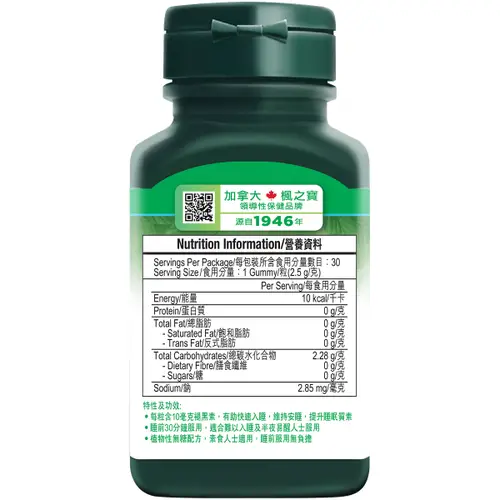 加拿大 楓之寶
領導性保健品牌
源自1946年
Nutrition Information/營養資料
Servings Per Package/每包裝所含食用分量數目：30
Serving Size/食用分量：1 Gummy/粒(2.5 g/克)
Per Serving/每食用分量
Energy/能量 10 kcal/千卡
Protein/蛋白質 0 g/克
Total Fat/總脂肪 0 g/克
- Saturated Fat/飽和脂肪 0 g/克
- Trans Fat/反式脂肪 0 g/克
Total Carbohydrates/總碳水化合物 2.28 g/克
- Dietary Fibre/膳食纖維 0 g/克
- Sugars/糖 0 g/克
Sodium/鈉 2.85 mg/毫克
特性及功效:
• 每粒含10毫克褪黑素，有助快速入睡，維持安睡，提升睡眠質素
• 睡前30分鐘服用，適合難以入睡及半夜易醒人士服用
• 植物性無糖配方，素食人士適用，睡前服用無負擔